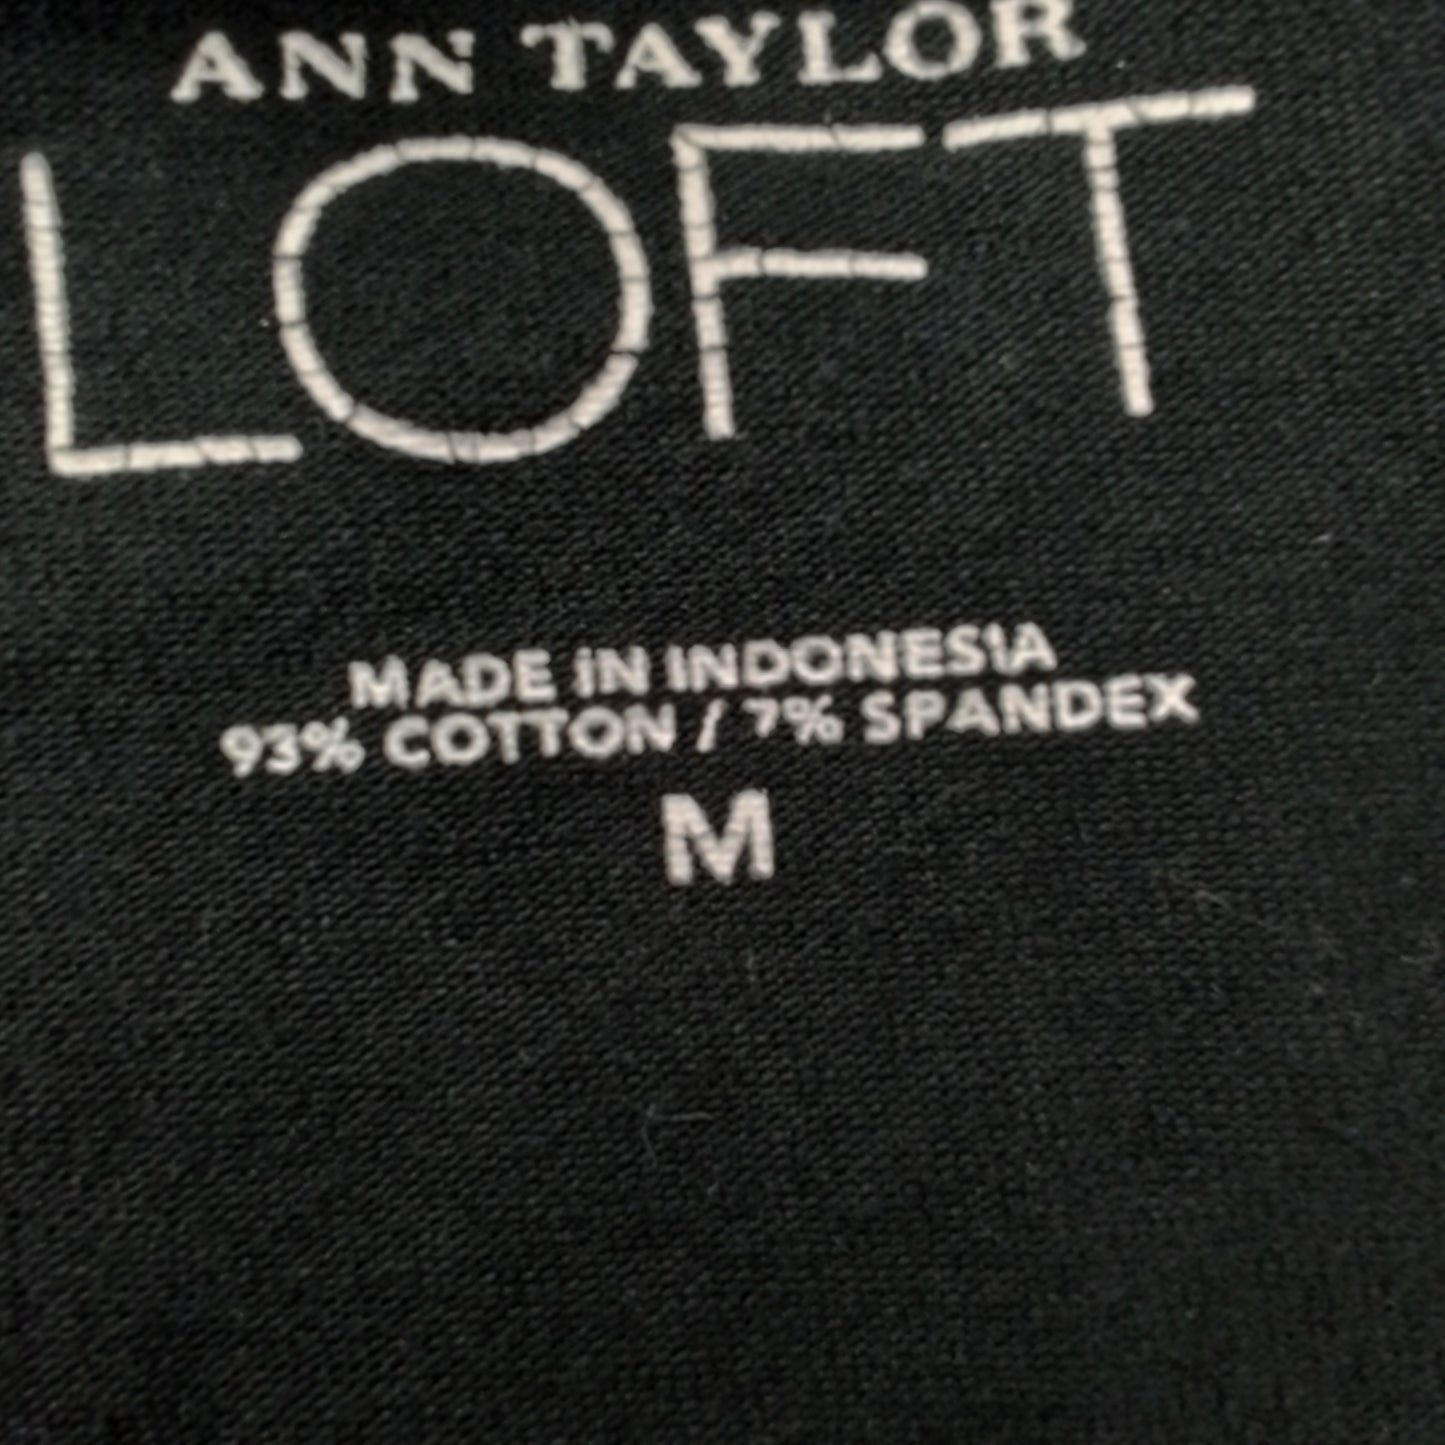 ANN TAYLOR
LOFT
MADE IN INDONESIA
93% COTTON / 7% SPANDEX
M